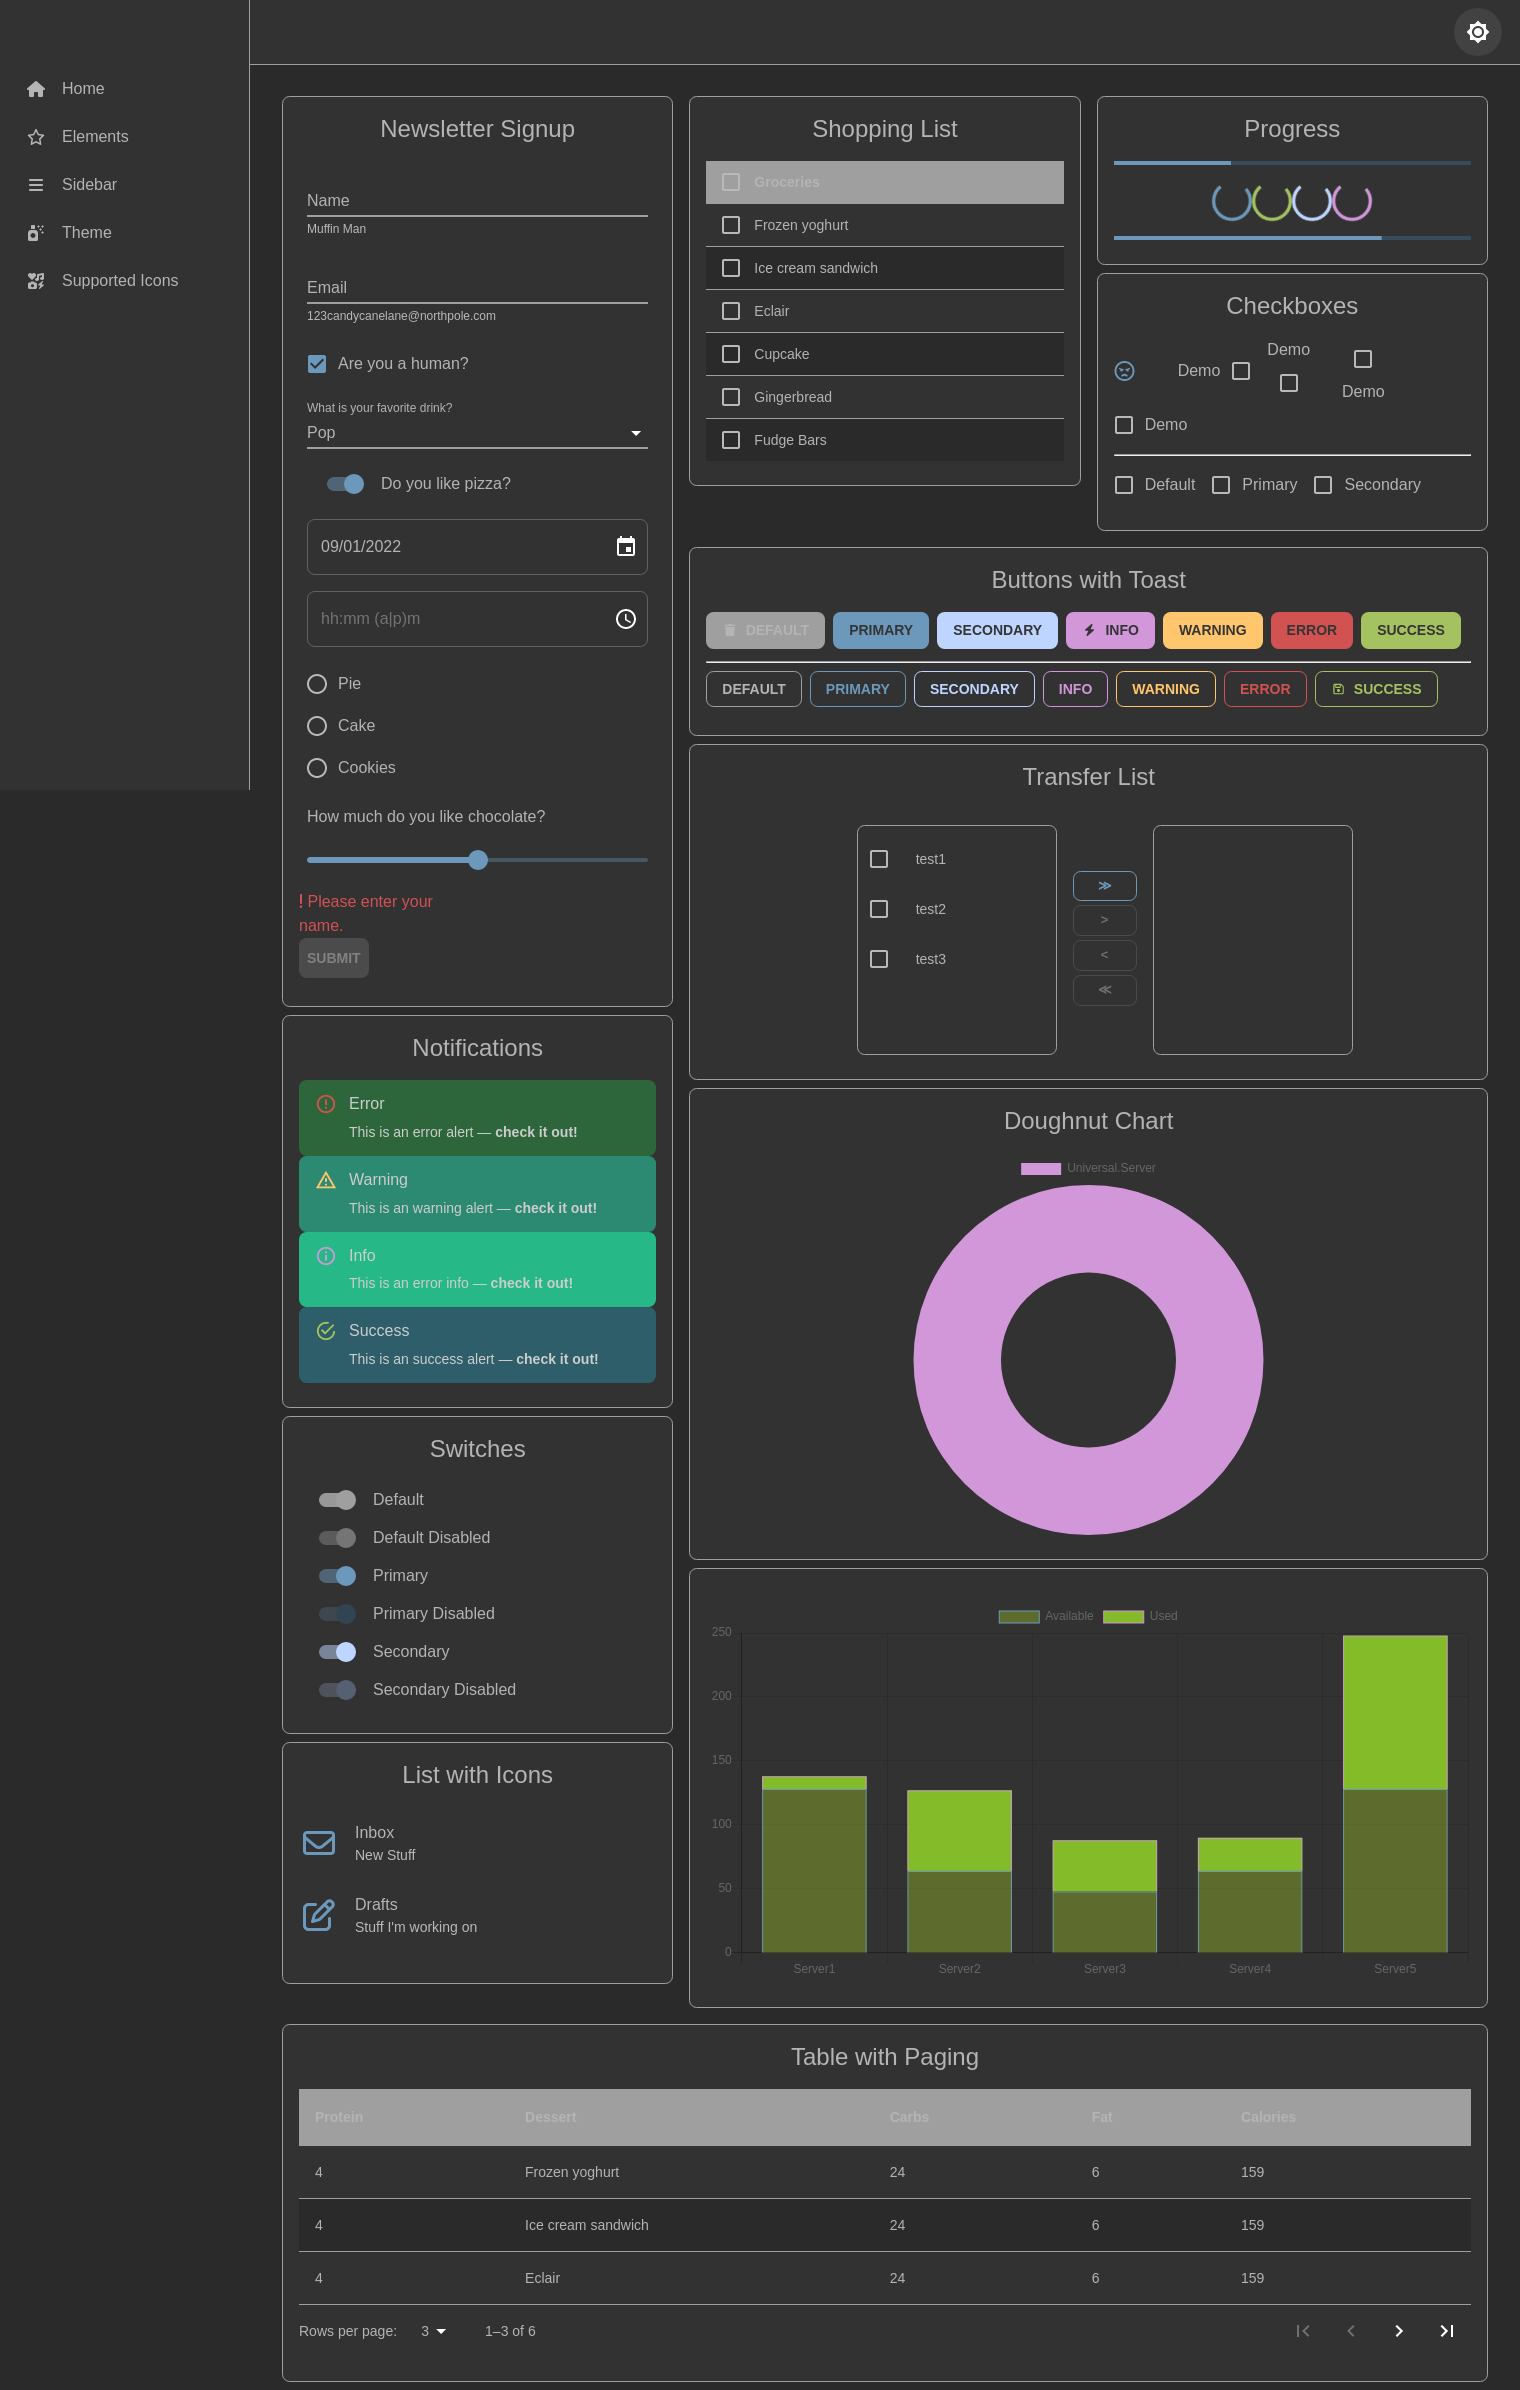 Home
Elements
Sidebar
Theme
Supported Icons
Newsletter Signup
Name
Muffin Man
Email
123candycanelane@northpole.com
Are you a human?
What is your favorite drink?
Pop
Do you like pizza?
09/01/2022
hh:mm (a|p)m
Pie
Cake
Cookies
How much do you like chocolate?
! Please enter your
name.
SUBMIT
Notifications
Error
This is an error alert — check it out!
Warning
This is an warning alert — check it out!
Info
This is an error info — check it out!
Success
This is an success alert — check it out!
Switches
Default
Default Disabled
Primary
Primary Disabled
Secondary
Secondary Disabled
List with Icons
Inbox
New Stuff
Drafts
Stuff I'm working on
Shopping List
Groceries
Frozen yoghurt
Ice cream sandwich
Eclair
Cupcake
Gingerbread
Fudge Bars
Progress
Checkboxes
Demo
Demo
Demo
Demo
Default Primary Secondary
Buttons with Toast
DEFAULT PRIMARY SECONDARY INFO WARNING ERROR SUCCESS
DEFAULT PRIMARY SECONDARY INFO WARNING ERROR SUCCESS
Transfer List
test1
test2
test3
≫
>
<
≪
Doughnut Chart
Universal.Server
Available Used
250
200
150
100
50
0
Server1 Server2 Server3 Server4 Server5
Table with Paging
Protein Dessert Carbs Fat Calories
4 Frozen yoghurt 24 6 159
4 Ice cream sandwich 24 6 159
4 Eclair 24 6 159
Rows per page: 3 1–3 of 6